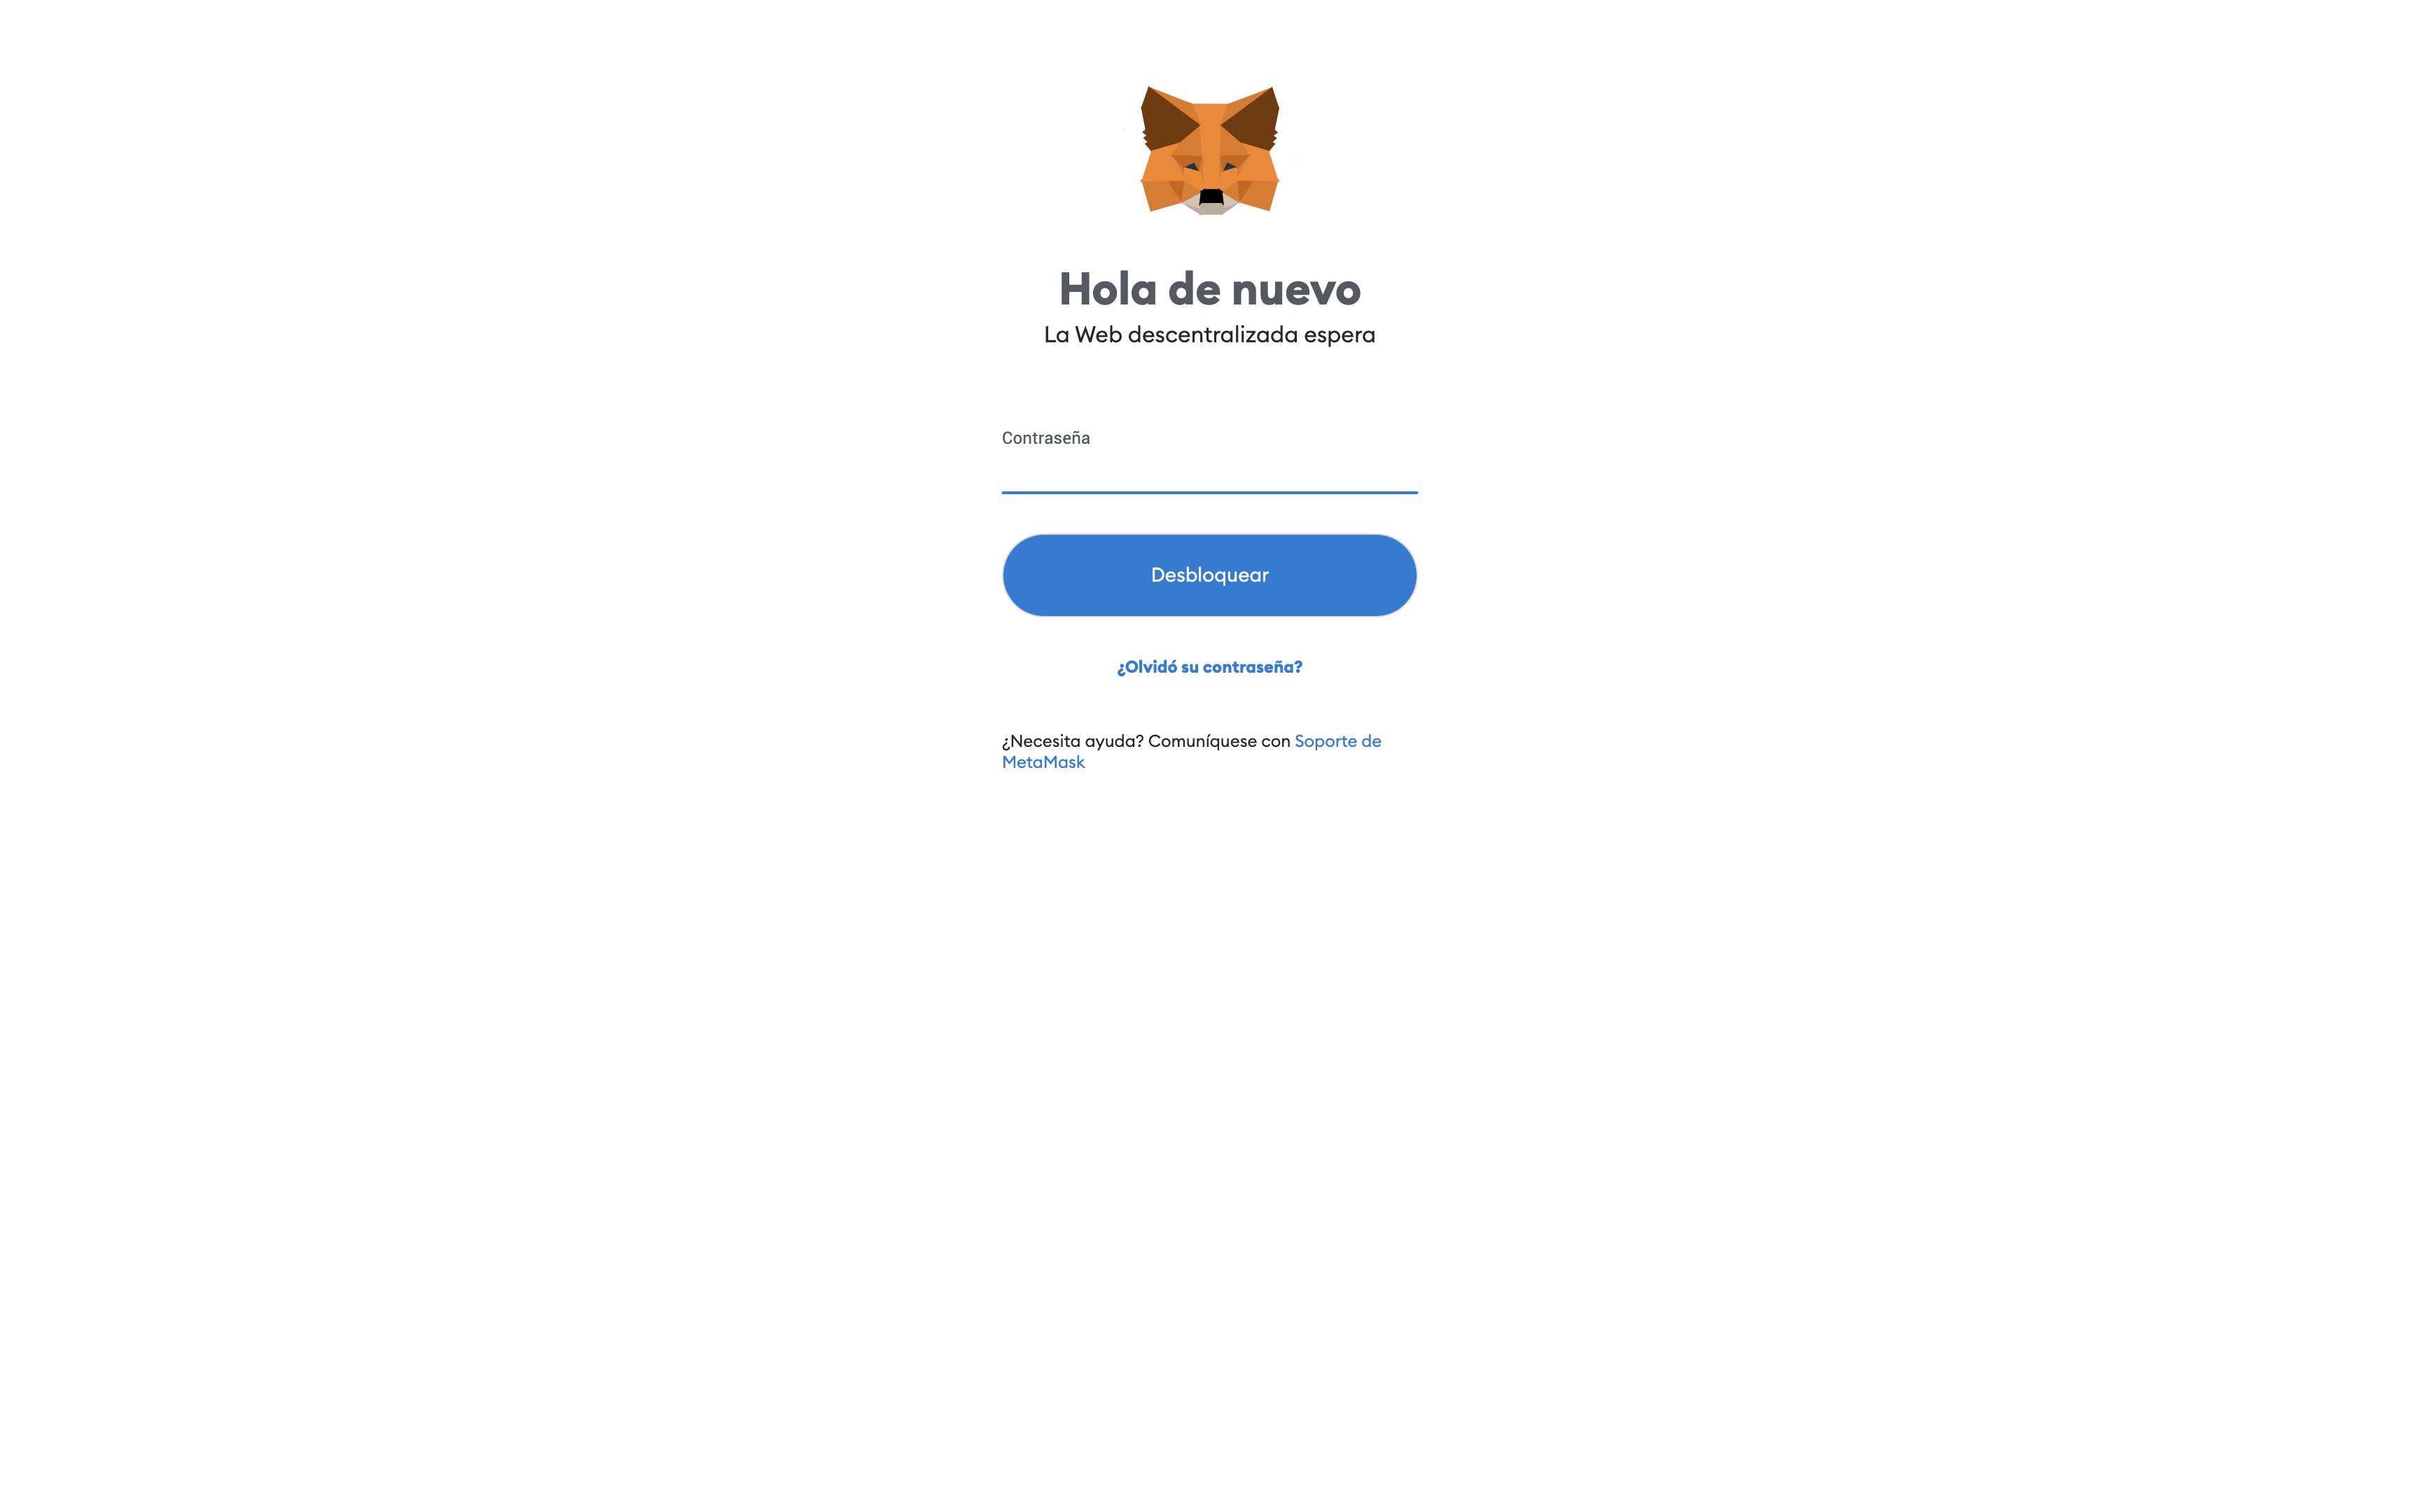 Hola de nuevo
La Web descentralizada espera
Contraseña
Desbloquear
¿Olvidó su contraseña?
¿Necesita ayuda? Comuníquese con Soporte de
MetaMask